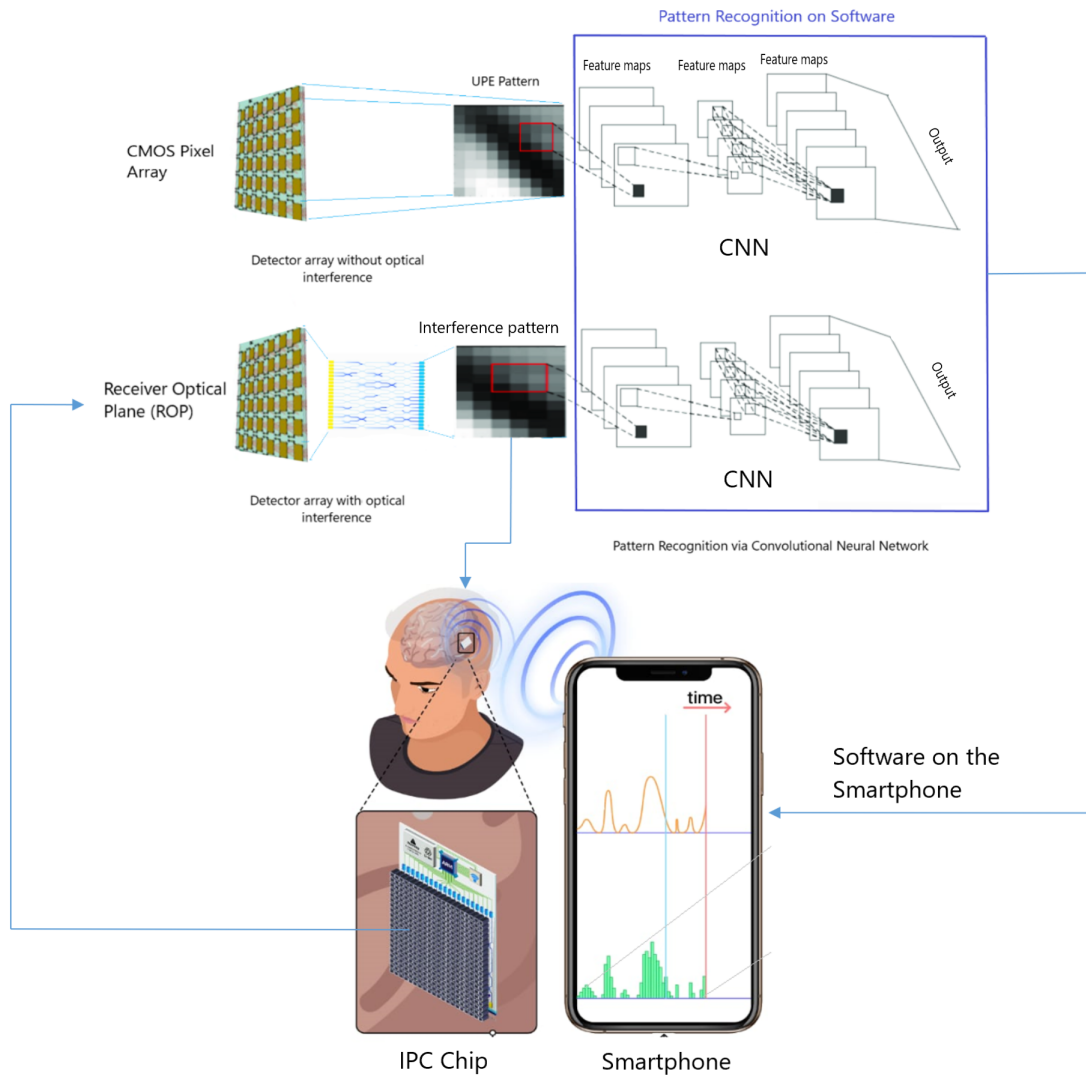 Pattern Recognition on Software
Feature maps
Feature maps
Feature maps
UPE Pattern
CMOS Pixel
Array
Output
CNN
Detector array without optical
interference
Interference pattern
Receiver Optical
Plane (ROP)
Output
CNN
Detector array with optical
interference
Pattern Recognition via Convolutional Neural Network
time
Software on the
Smartphone
IPC Chip
Smartphone